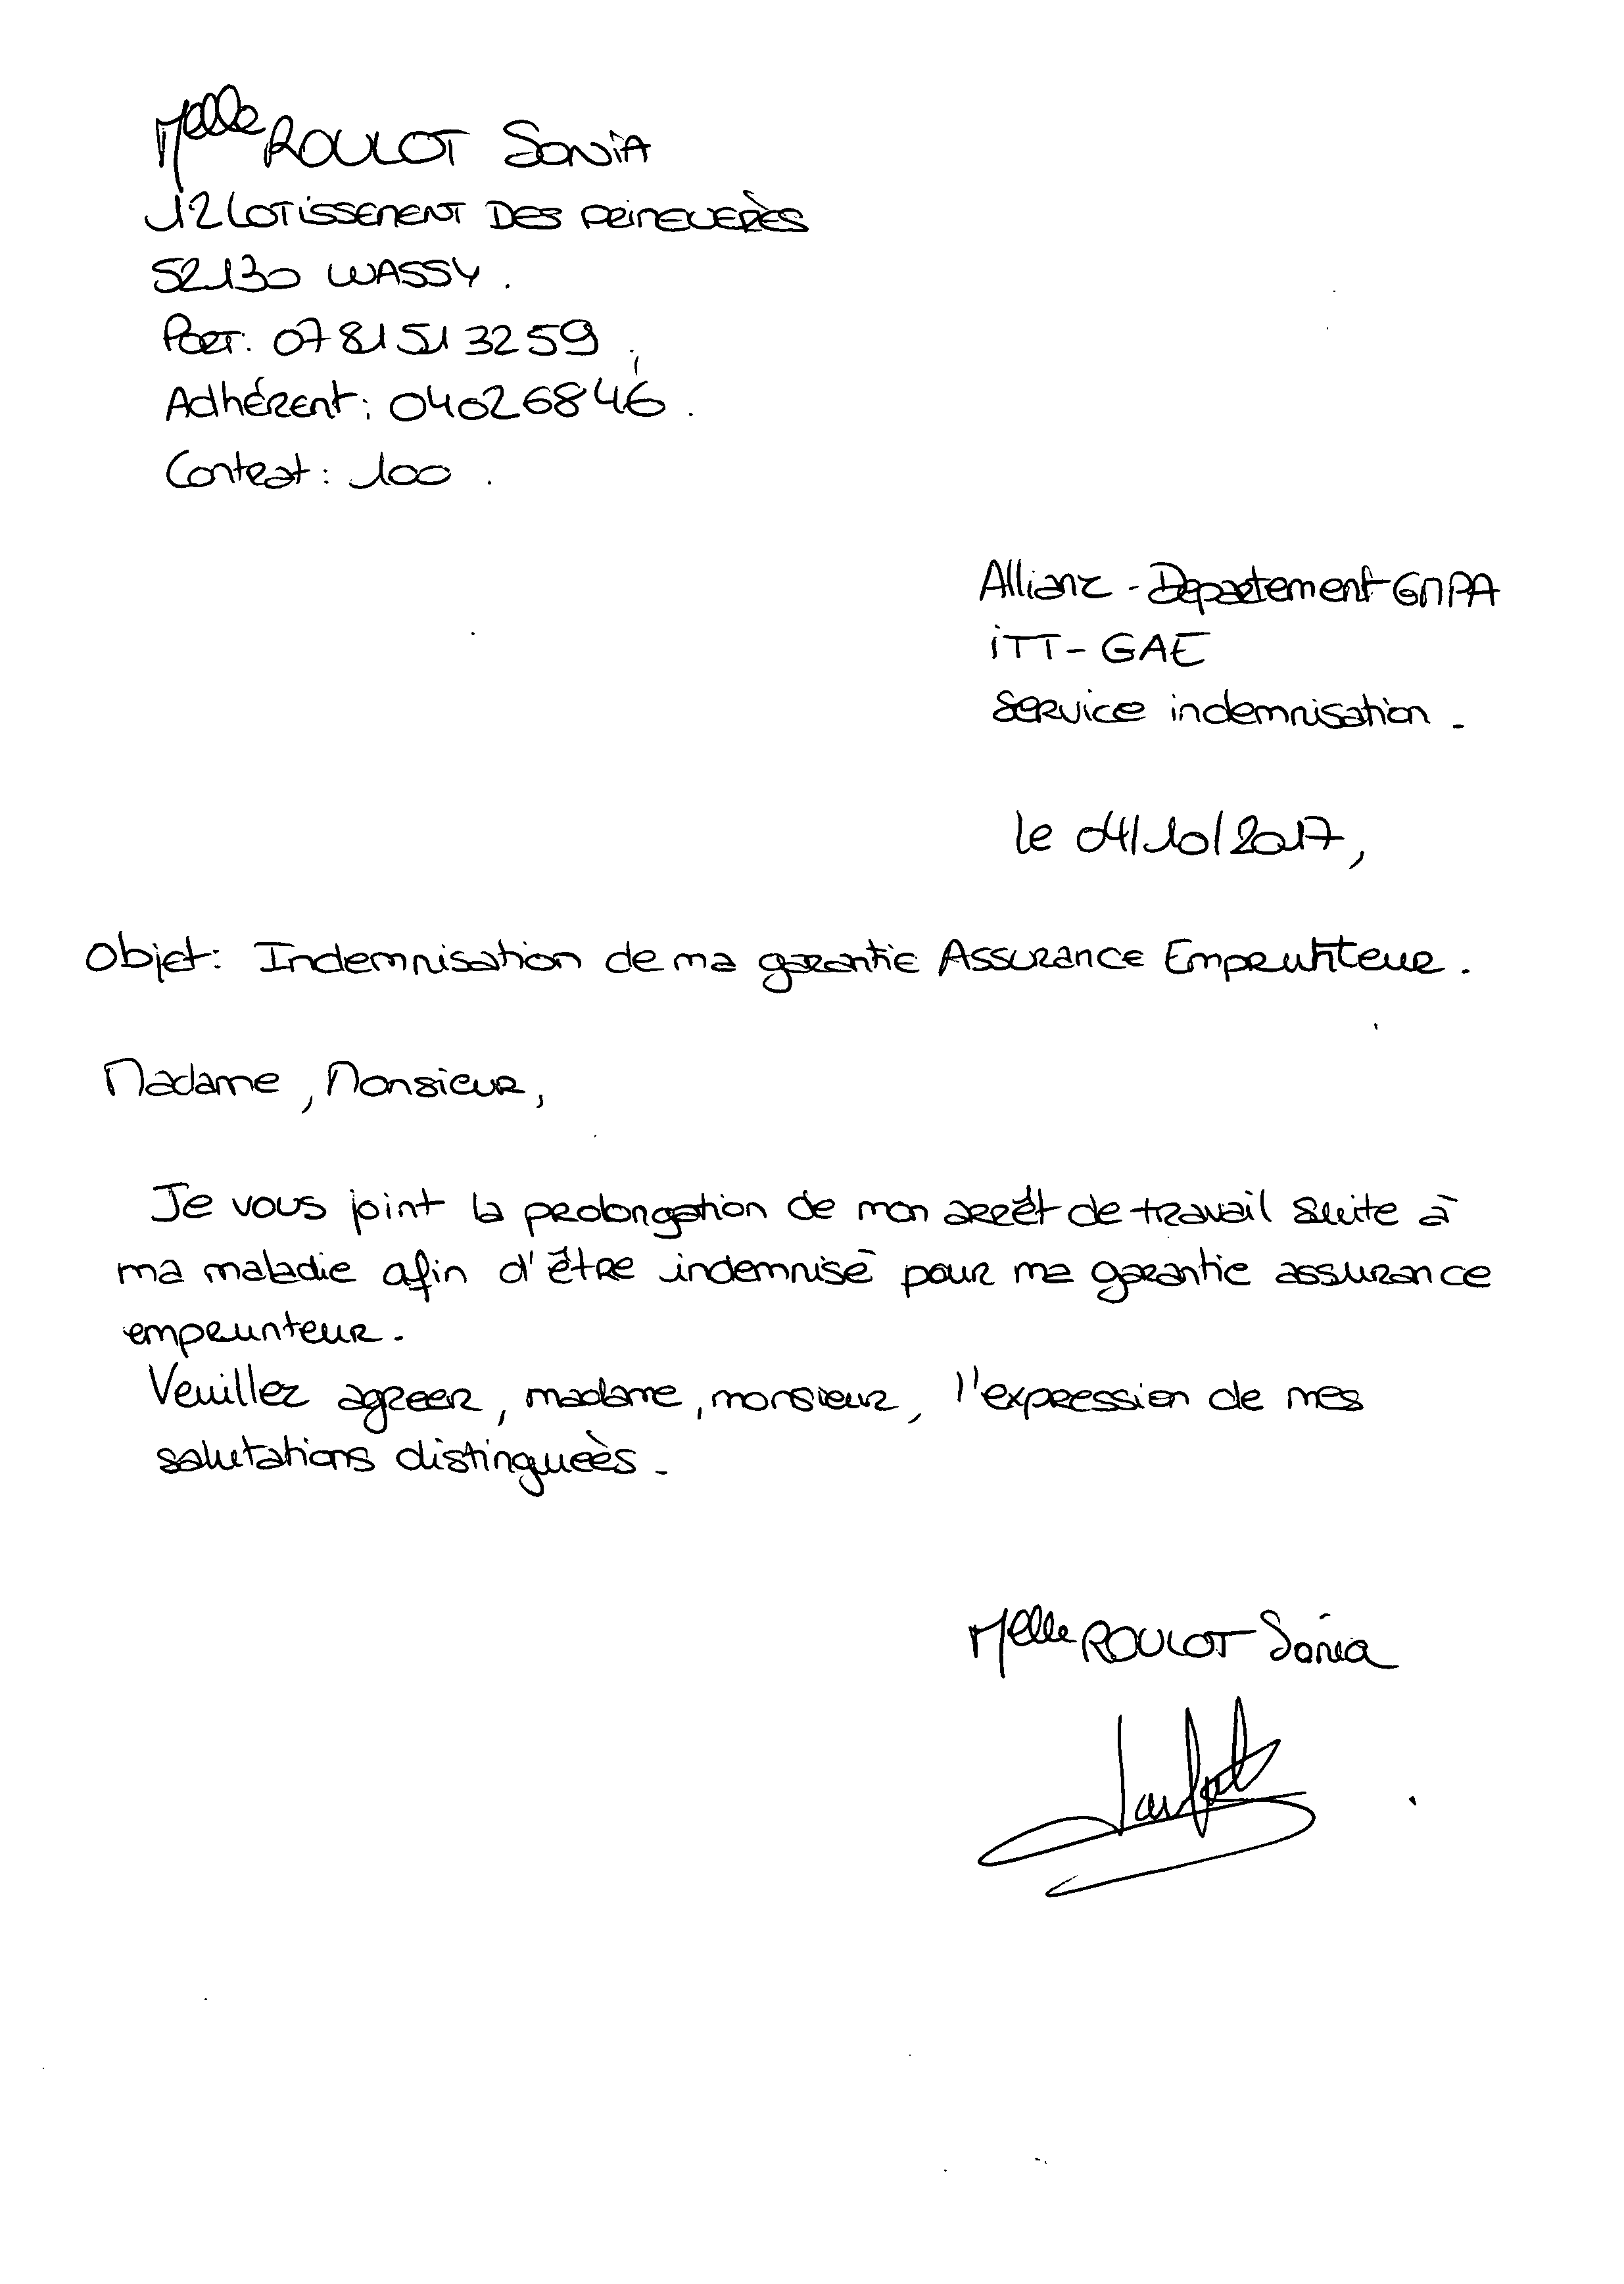 Melle ROULOT SONIA
12 LOTISSEMENT DES PRIMEVERÈS
52130 WASSY.
PORT. 07 81 51 32 59.
Adhérent: 04026846.
Contrat: 100.
Allianz - Departement GMPA
ITT - GAE
Service indemnisation.
le 04/10/2017,
Objet: Indemnisation de ma garantie Assurance Emprunteur.
Madame, Monsieur,
Je vous joint la prolongation de mon arrêt de travail suite à
ma maladie afin d'être indemnisé pour ma garantie assurance
emprunteur.
Veuillez agreer, madame, monsieur, l'expression de mes
salutations distingueès.
Melle ROULOT Sonia